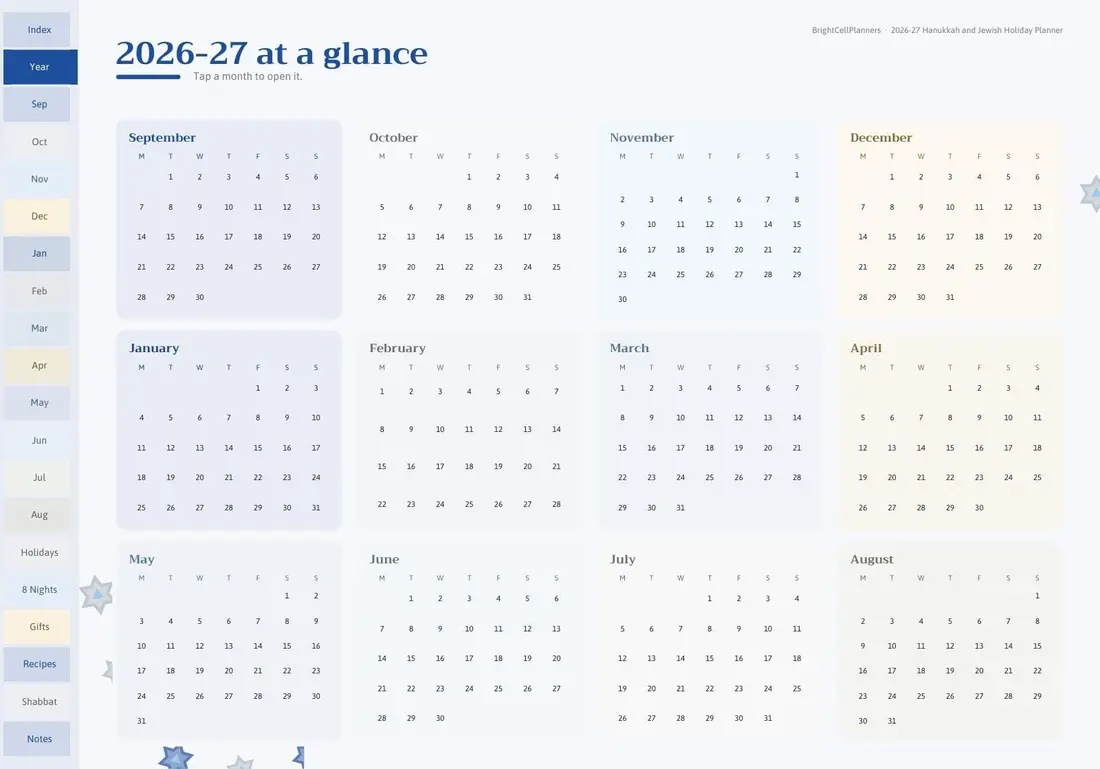 Index
Year
Sep
Oct
Nov
Dec
Jan
Feb
Mar
Apr
May
Jun
Jul
Aug
Holidays
8 Nights
Gifts
Recipes
Shabbat
Notes
BrightCellPlanners · 2026-27 Hanukkah and Jewish Holiday Planner
2026-27 at a glance
Tap a month to open it.
September
M T W T F S S
1 2 3 4 5 6
7 8 9 10 11 12 13
14 15 16 17 18 19 20
21 22 23 24 25 26 27
28 29 30
October
M T W T F S S
1 2 3 4
5 6 7 8 9 10 11
12 13 14 15 16 17 18
19 20 21 22 23 24 25
26 27 28 29 30 31
November
M T W T F S S
1
2 3 4 5 6 7 8
9 10 11 12 13 14 15
16 17 18 19 20 21 22
23 24 25 26 27 28 29
30
December
M T W T F S S
1 2 3 4 5 6
7 8 9 10 11 12 13
14 15 16 17 18 19 20
21 22 23 24 25 26 27
28 29 30 31
January
M T W T F S S
1 2 3
4 5 6 7 8 9 10
11 12 13 14 15 16 17
18 19 20 21 22 23 24
25 26 27 28 29 30 31
February
M T W T F S S
1 2 3 4 5 6 7
8 9 10 11 12 13 14
15 16 17 18 19 20 21
22 23 24 25 26 27 28
March
M T W T F S S
1 2 3 4 5 6 7
8 9 10 11 12 13 14
15 16 17 18 19 20 21
22 23 24 25 26 27 28
29 30 31
April
M T W T F S S
1 2 3 4
5 6 7 8 9 10 11
12 13 14 15 16 17 18
19 20 21 22 23 24 25
26 27 28 29 30
May
M T W T F S S
1 2
3 4 5 6 7 8 9
10 11 12 13 14 15 16
17 18 19 20 21 22 23
24 25 26 27 28 29 30
31
June
M T W T F S S
1 2 3 4 5 6
7 8 9 10 11 12 13
14 15 16 17 18 19 20
21 22 23 24 25 26 27
28 29 30
July
M T W T F S S
1 2 3 4
5 6 7 8 9 10 11
12 13 14 15 16 17 18
19 20 21 22 23 24 25
26 27 28 29 30 31
August
M T W T F S S
1
2 3 4 5 6 7 8
9 10 11 12 13 14 15
16 17 18 19 20 21 22
23 24 25 26 27 28 29
30 31